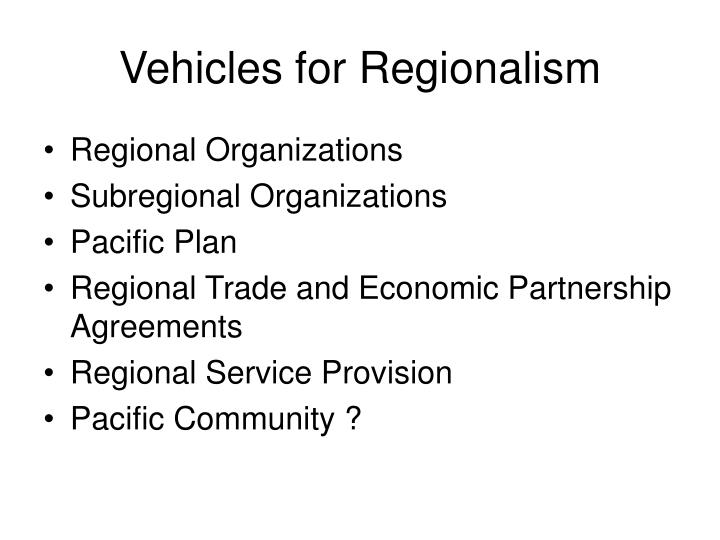 Vehicles for Regionalism
• Regional Organizations
• Subregional Organizations
• Pacific Plan
• Regional Trade and Economic Partnership
Agreements
• Regional Service Provision
• Pacific Community ?